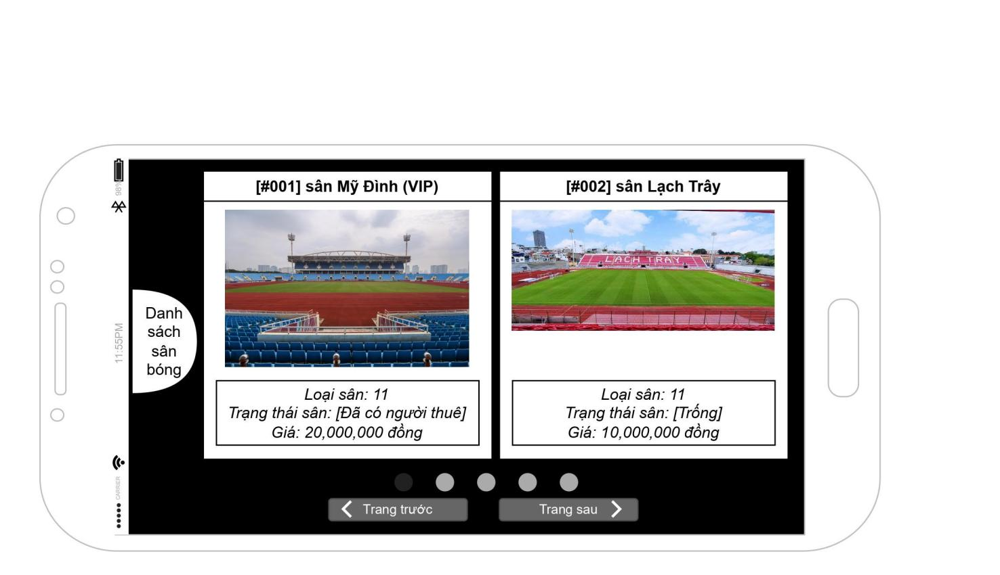 98%
11:55PM
CARRIER
Danh
sách
sân
bóng
[#001] sân Mỹ Đình (VIP)
Loại sân: 11
Trạng thái sân: [Đã có người thuê]
Giá: 20,000,000 đồng
[#002] sân Lạch Trây
LACH TRAY
Loại sân: 11
Trạng thái sân: [Trống]
Giá: 10,000,000 đồng
Trang trước
Trang sau